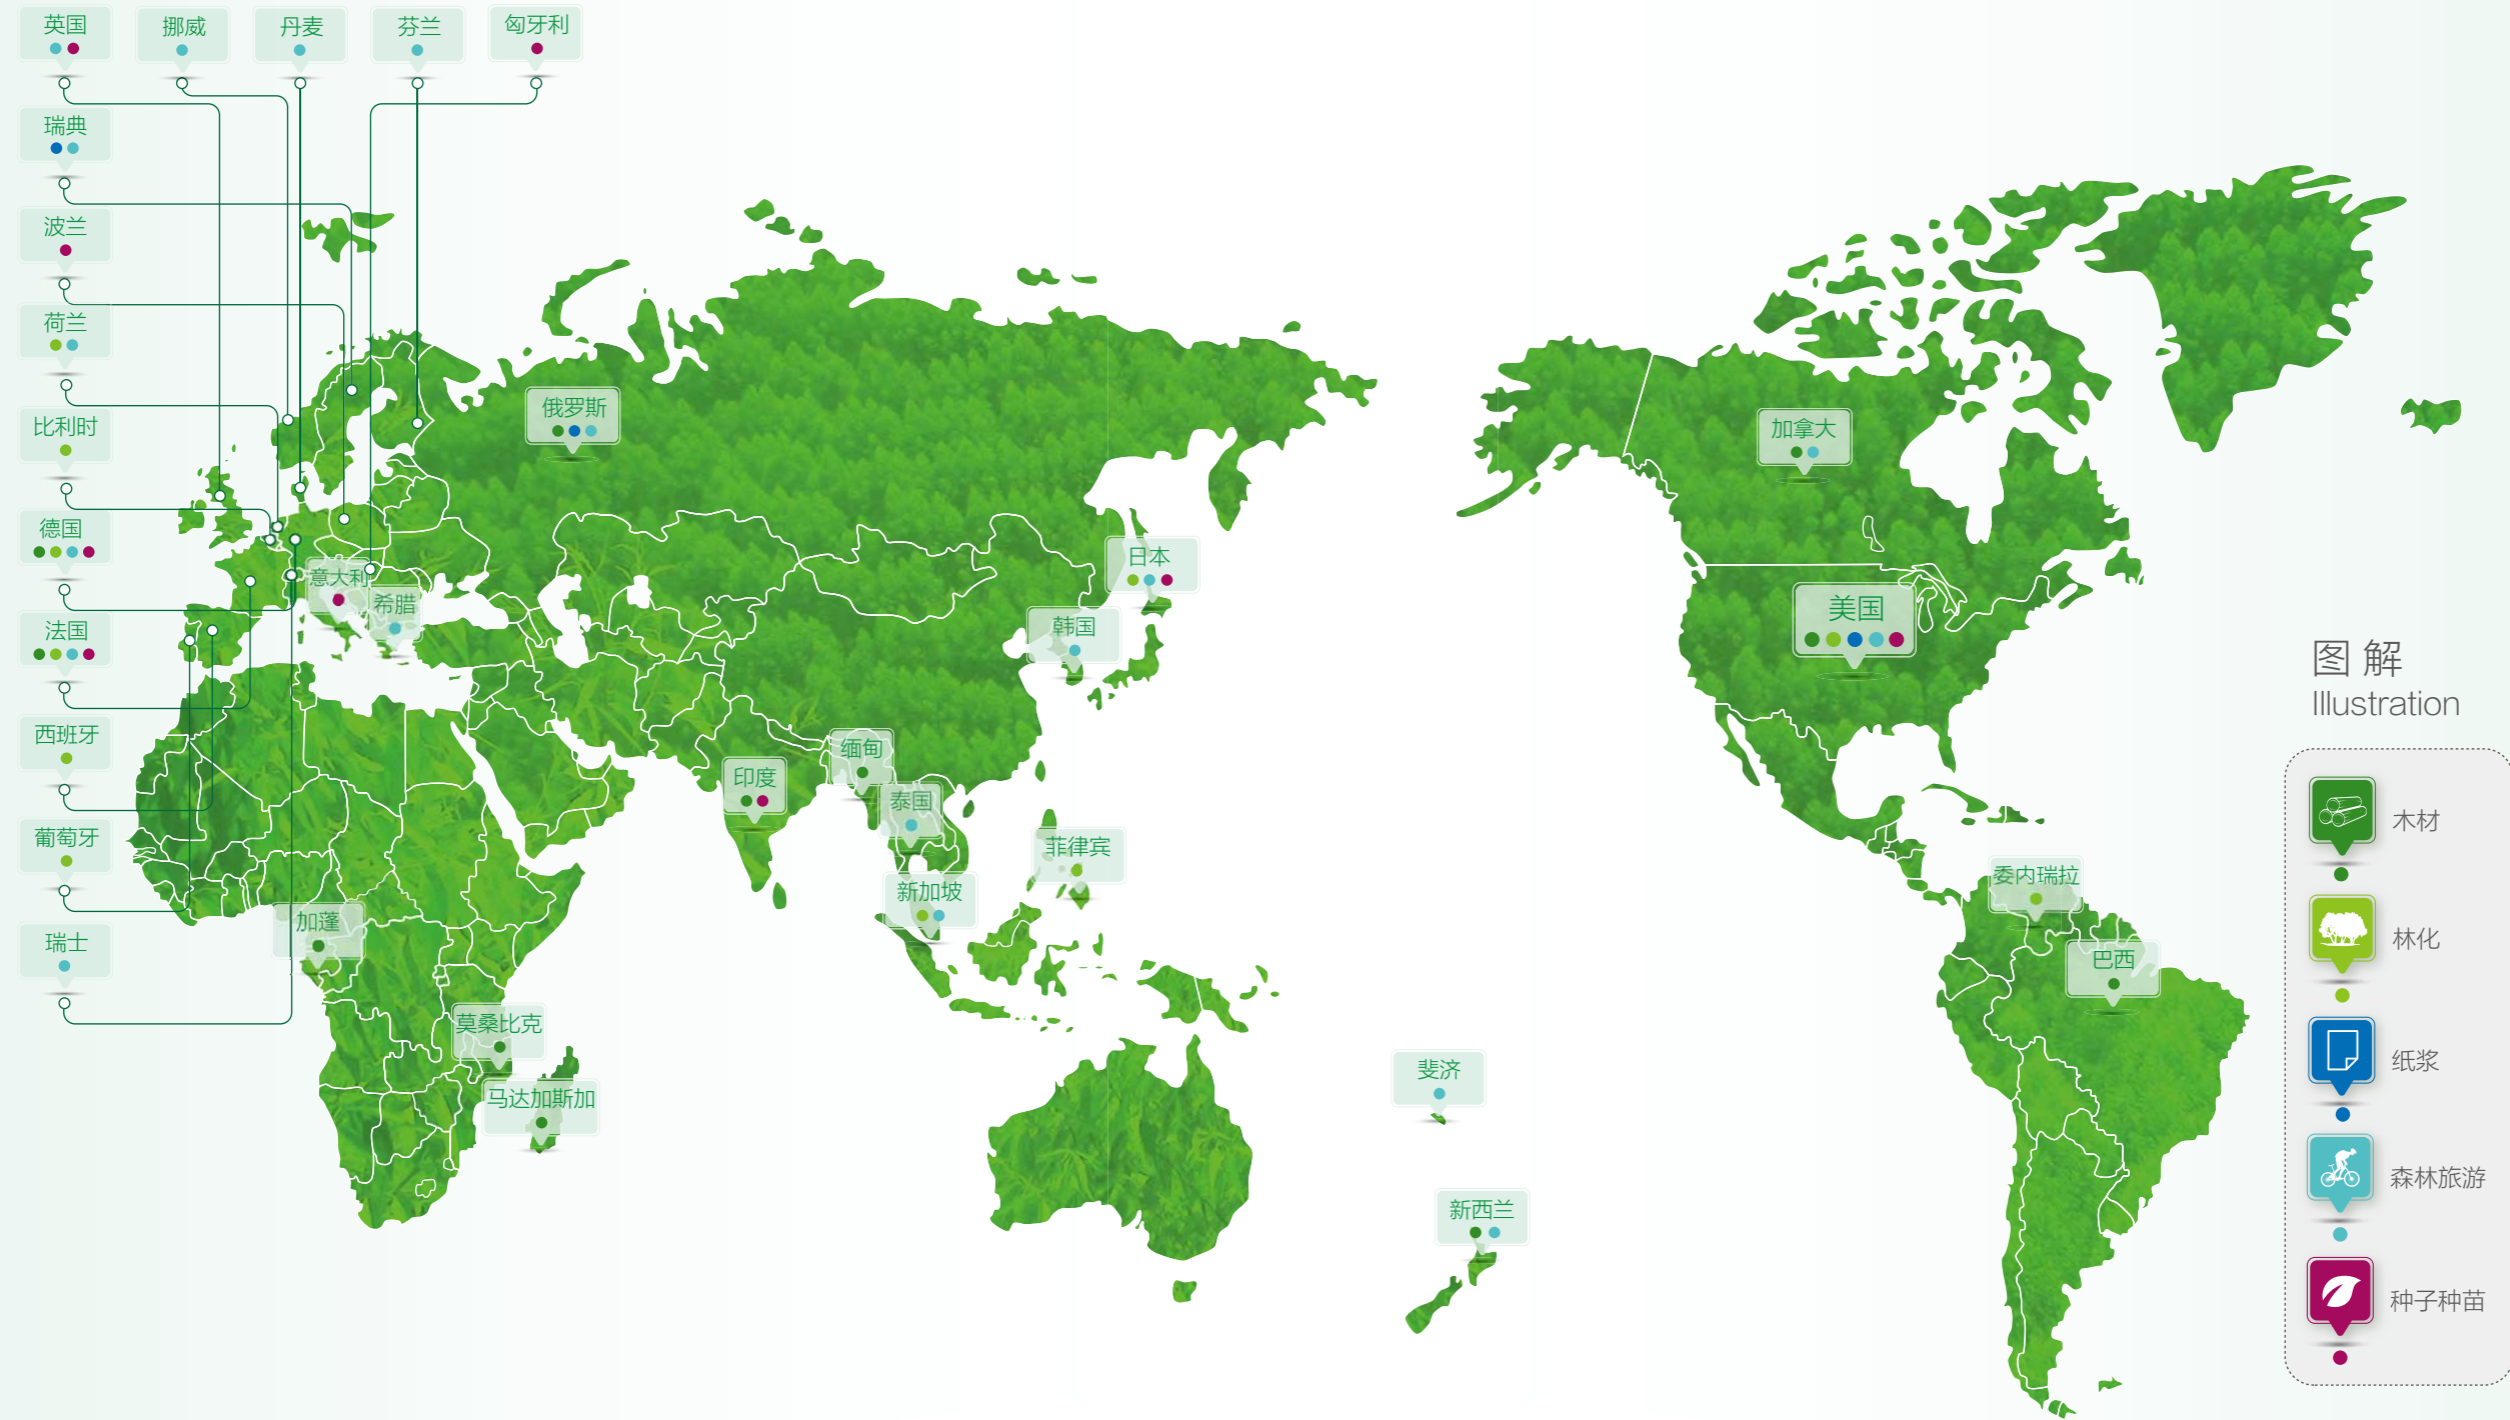 英国
挪威
丹麦
芬兰
匈牙利
瑞典
波兰
荷兰
比利时
德国
法国
西班牙
葡萄牙
瑞士
意大利
希腊
俄罗斯
日本
韩国
缅甸
印度
泰国
菲律宾
新加坡
加蓬
莫桑比克
马达加斯加
斐济
新西兰
加拿大
美国
委内瑞拉
巴西
图 解
Illustration
木材
林化
纸浆
森林旅游
种子种苗